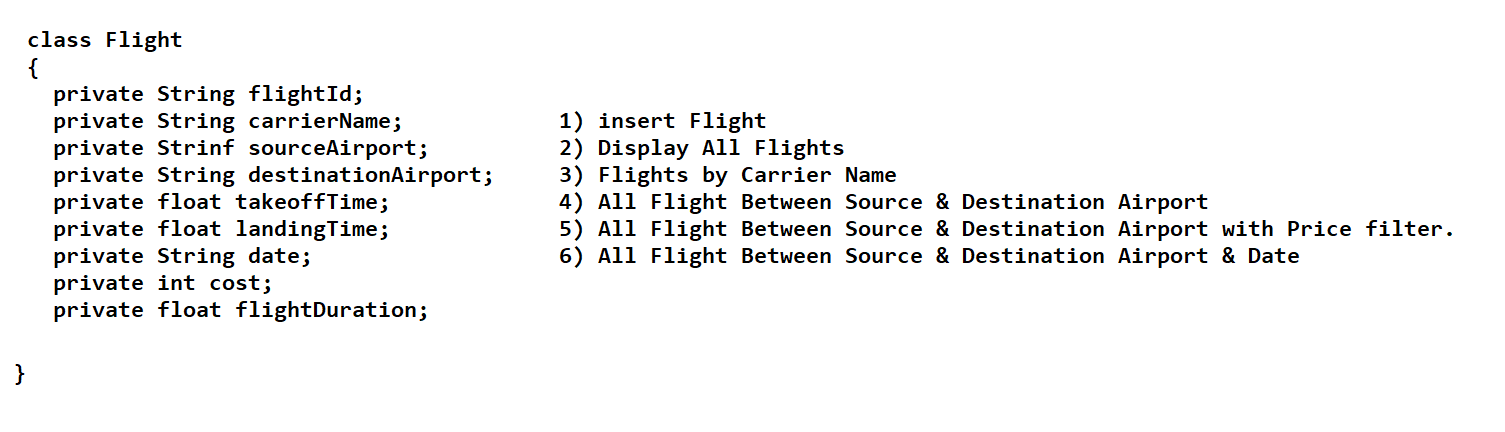 class Flight
{
private String flightId;
private String carrierName; 1) insert Flight
private Strinf sourceAirport; 2) Display All Flights
private String destinationAirport; 3) Flights by Carrier Name
private float takeoffTime; 4) All Flight Between Source & Destination Airport
private float landingTime; 5) All Flight Between Source & Destination Airport with Price filter.
private String date; 6) All Flight Between Source & Destination Airport & Date
private int cost;
private float flightDuration;
}